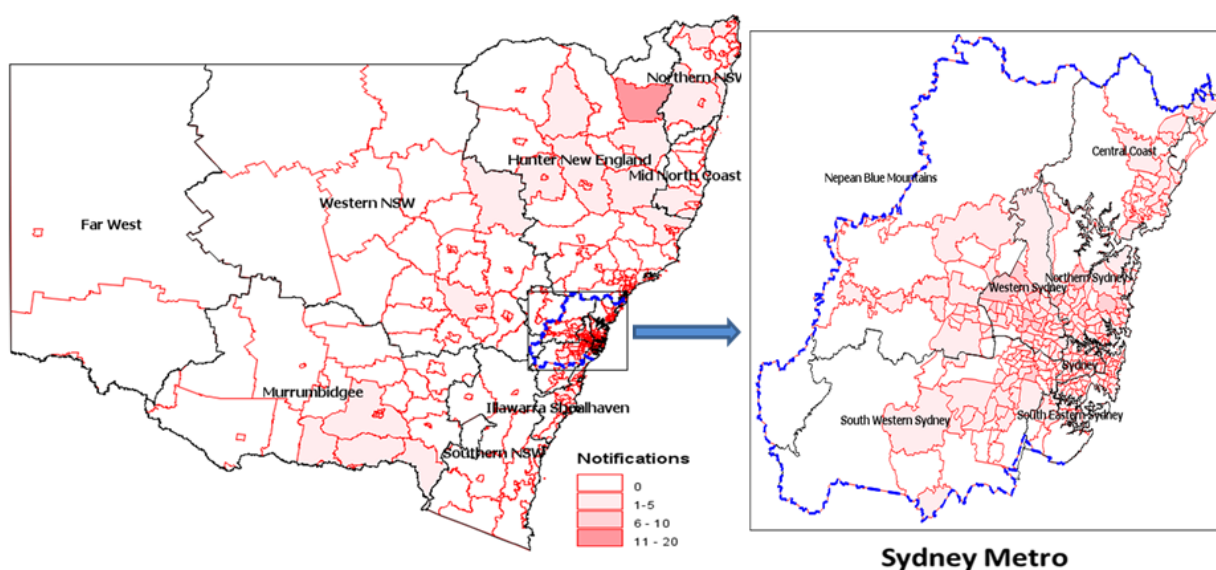 Northern NSW
Hunter New England
Mid North Coast
Western NSW
Far West
Murrumbidgee
Illawarra Shoalhaven
Southern NSW
Notifications
0
1-5
6 - 10
11 - 20
Central Coast
Nepean Blue Mountains
Northern Sydney
Western Sydney
Sydney
South Western Sydney
South Eastern Sydney
Sydney Metro